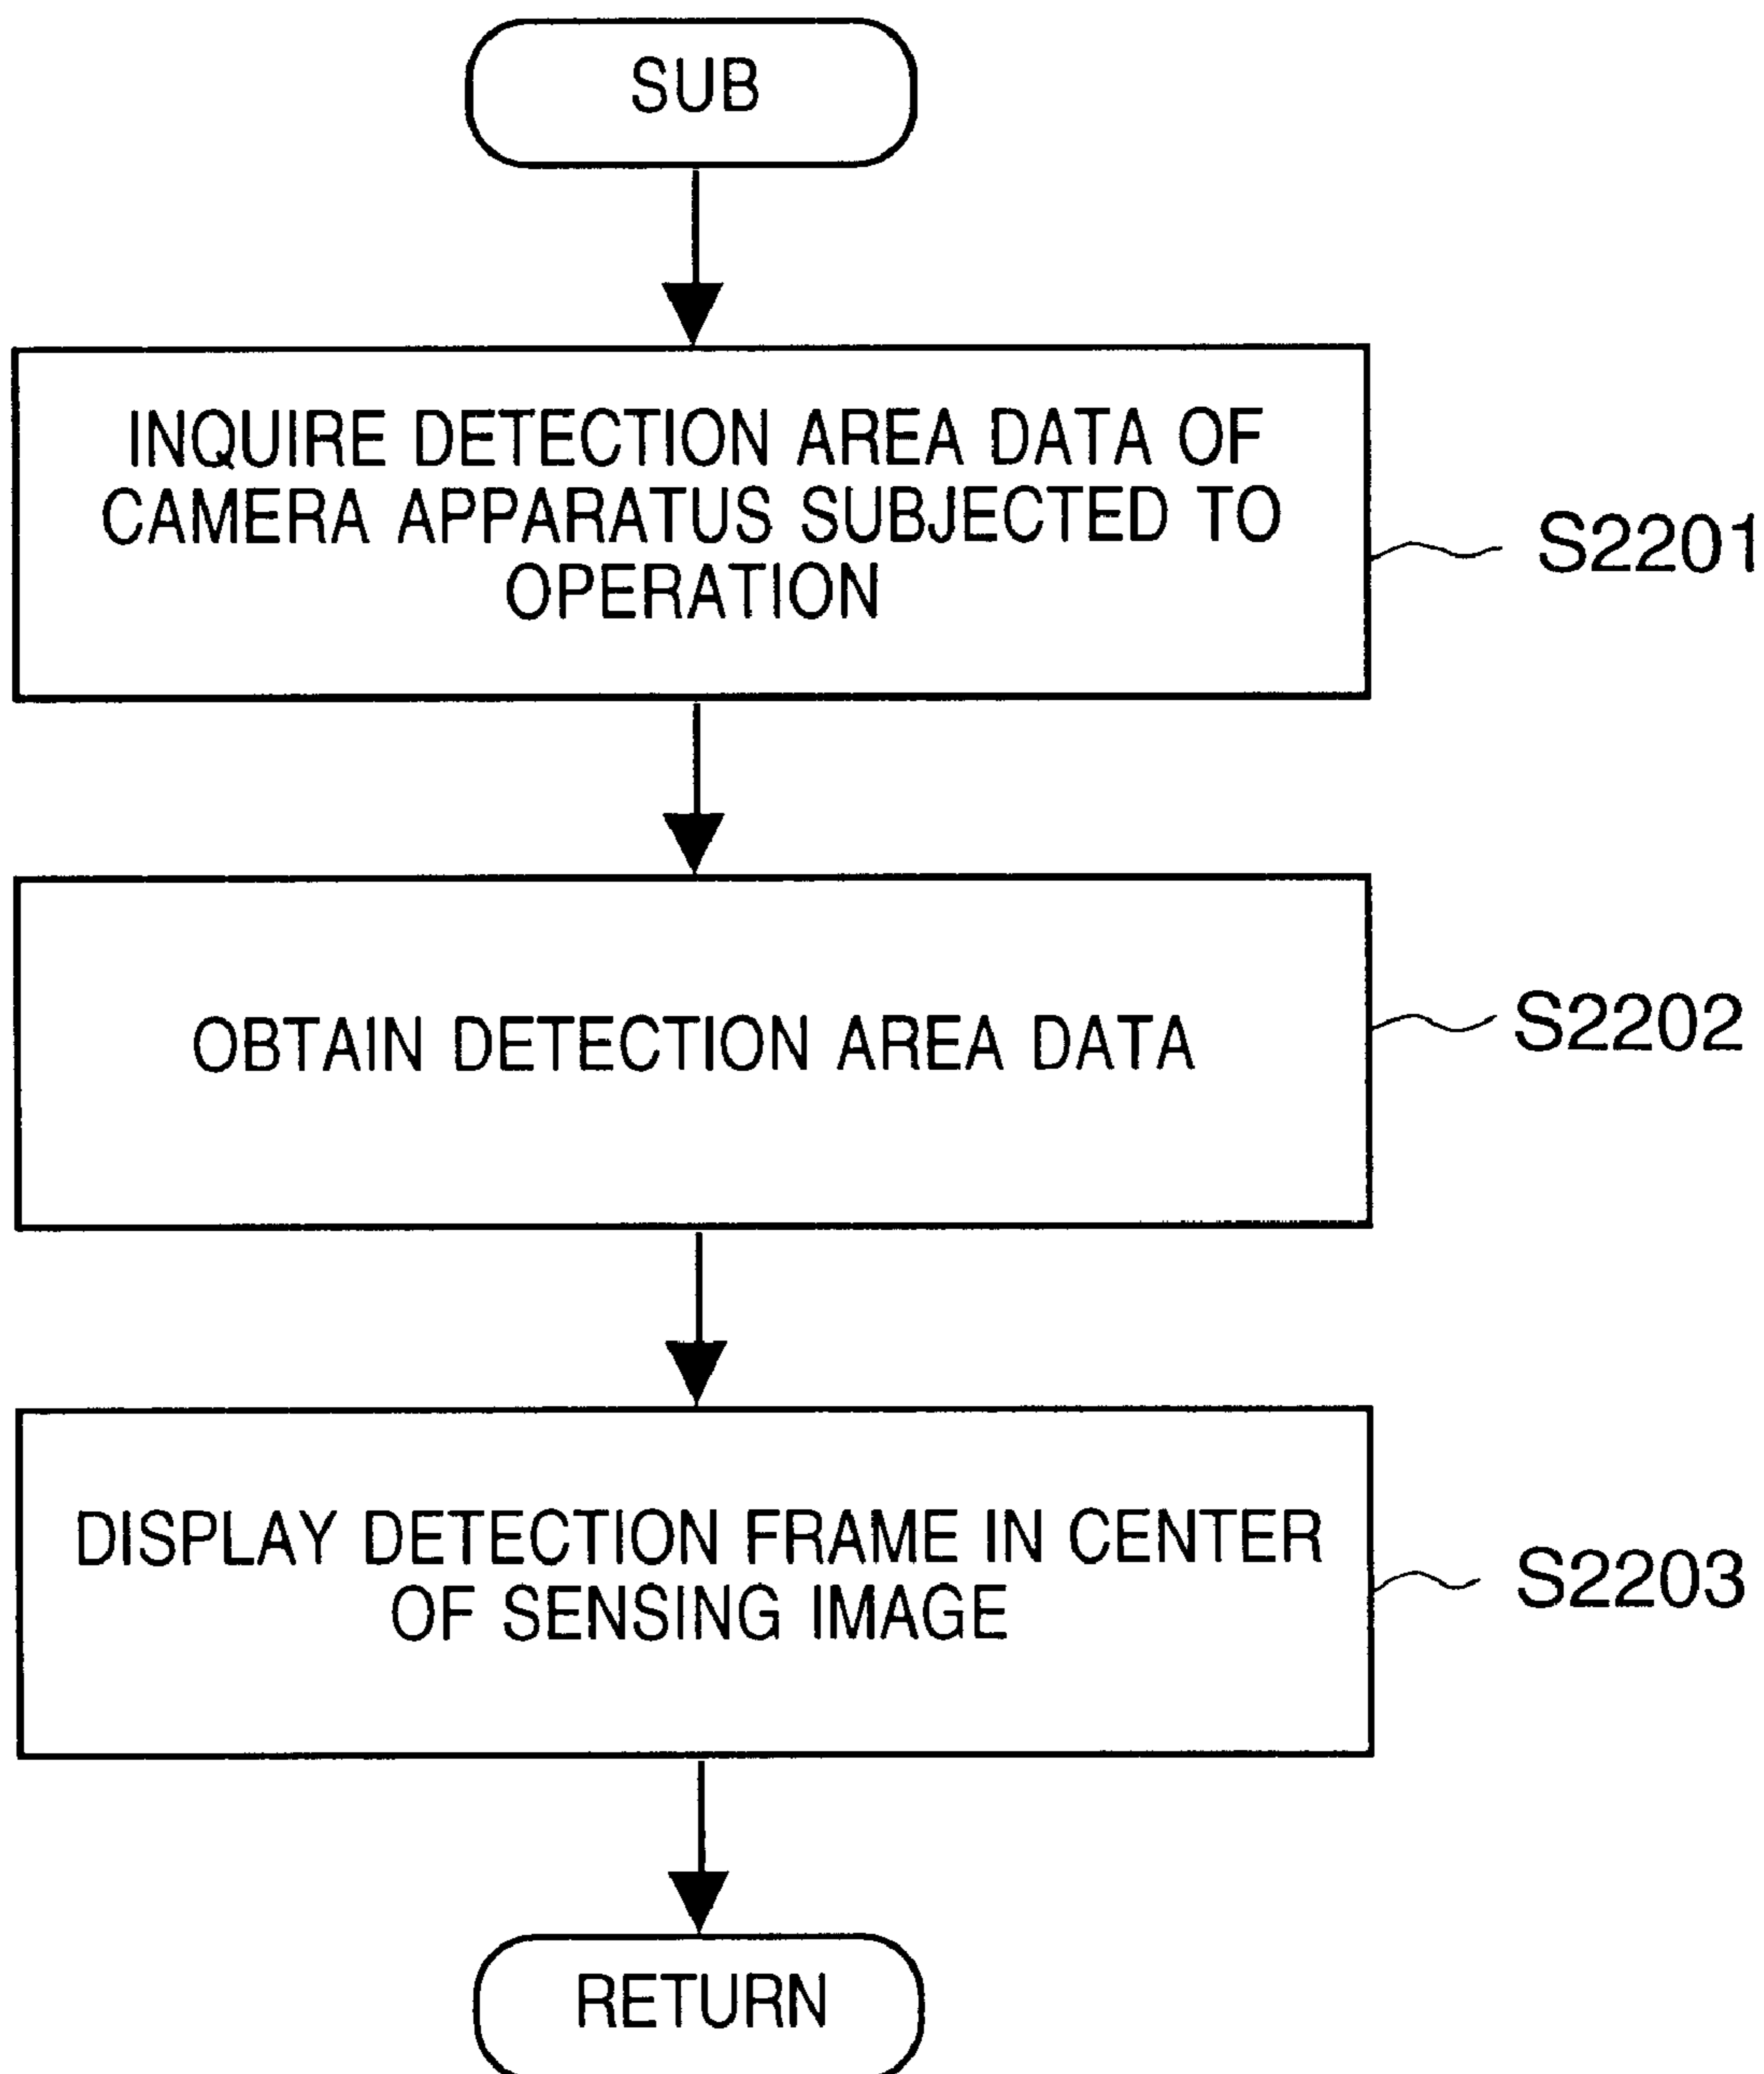 SUB
INQUIRE DETECTION AREA DATA OF
CAMERA APPARATUS SUBJECTED TO
OPERATION
S2201
OBTAIN DETECTION AREA DATA
S2202
DISPLAY DETECTION FRAME IN CENTER
OF SENSING IMAGE
S2203
RETURN